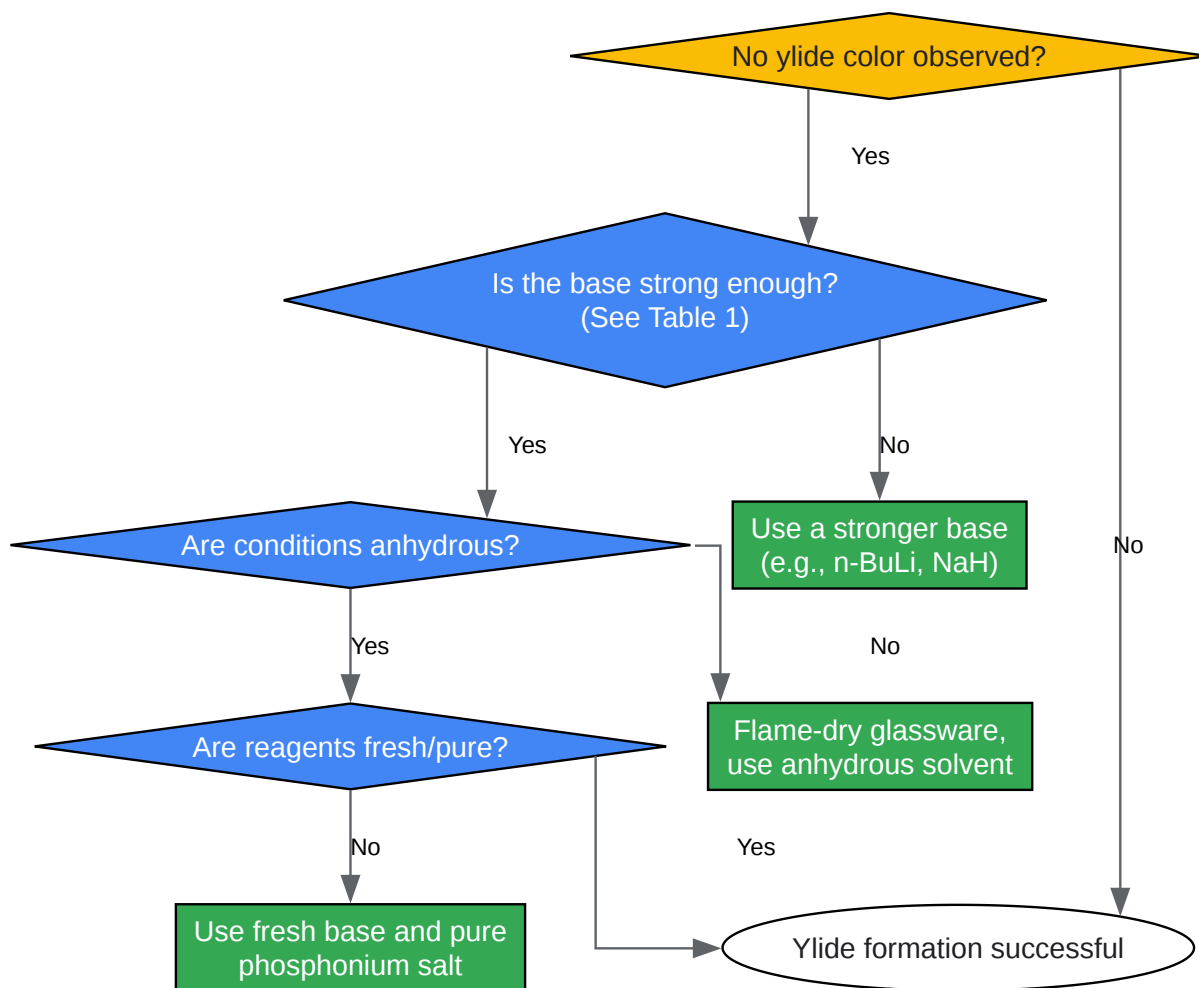 No ylide color observed?
Yes
Is the base strong enough?
(See Table 1)
Yes
No
Use a stronger base
(e.g., n-BuLi, NaH)
Are conditions anhydrous?
No
Yes
No
Flame-dry glassware,
use anhydrous solvent
Are reagents fresh/pure?
No
Yes
Use fresh base and pure
phosphonium salt
Ylide formation successful